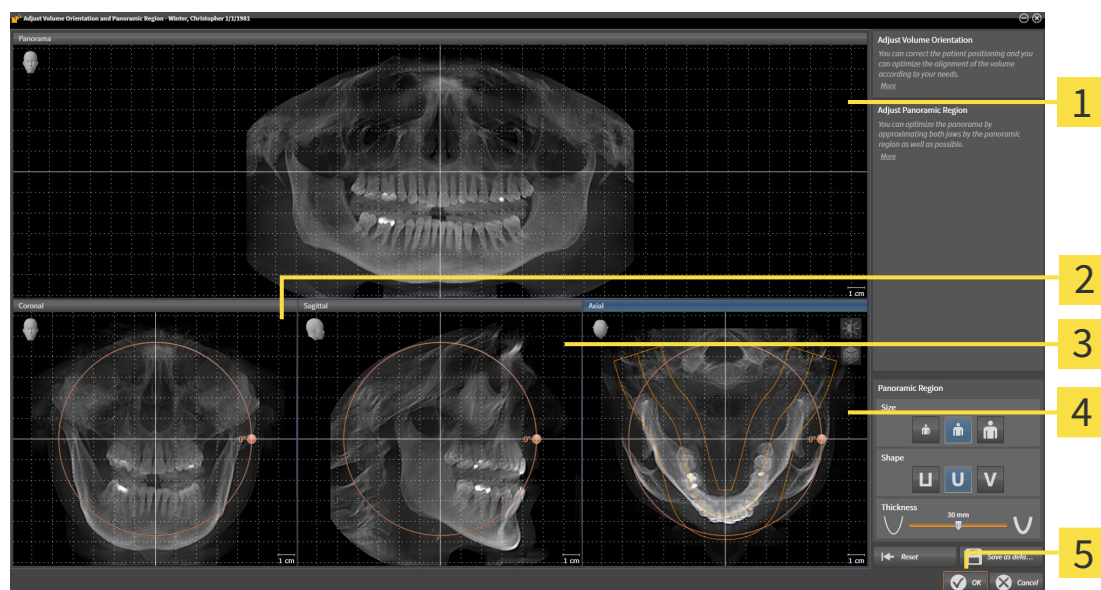 Adjust Volume Orientation and Panoramic Region - Winter, Christopher 1/1/1981
Panorama
1 cm
Adjust Volume Orientation
You can correct the patient positioning and you
can optimize the alignment of the volume
according to your needs.
More
Adjust Panoramic Region
You can optimize the panorama by
approximating both jaws by the panoramic
region as well as possible.
More
1
2
3
4
5
Coronal
0°
1 cm
Sagittal
0°
1 cm
Axial
0°
1 cm
Panoramic Region
Size
Shape
Thickness
30 mm
Reset
Save as defa...
OK
Cancel